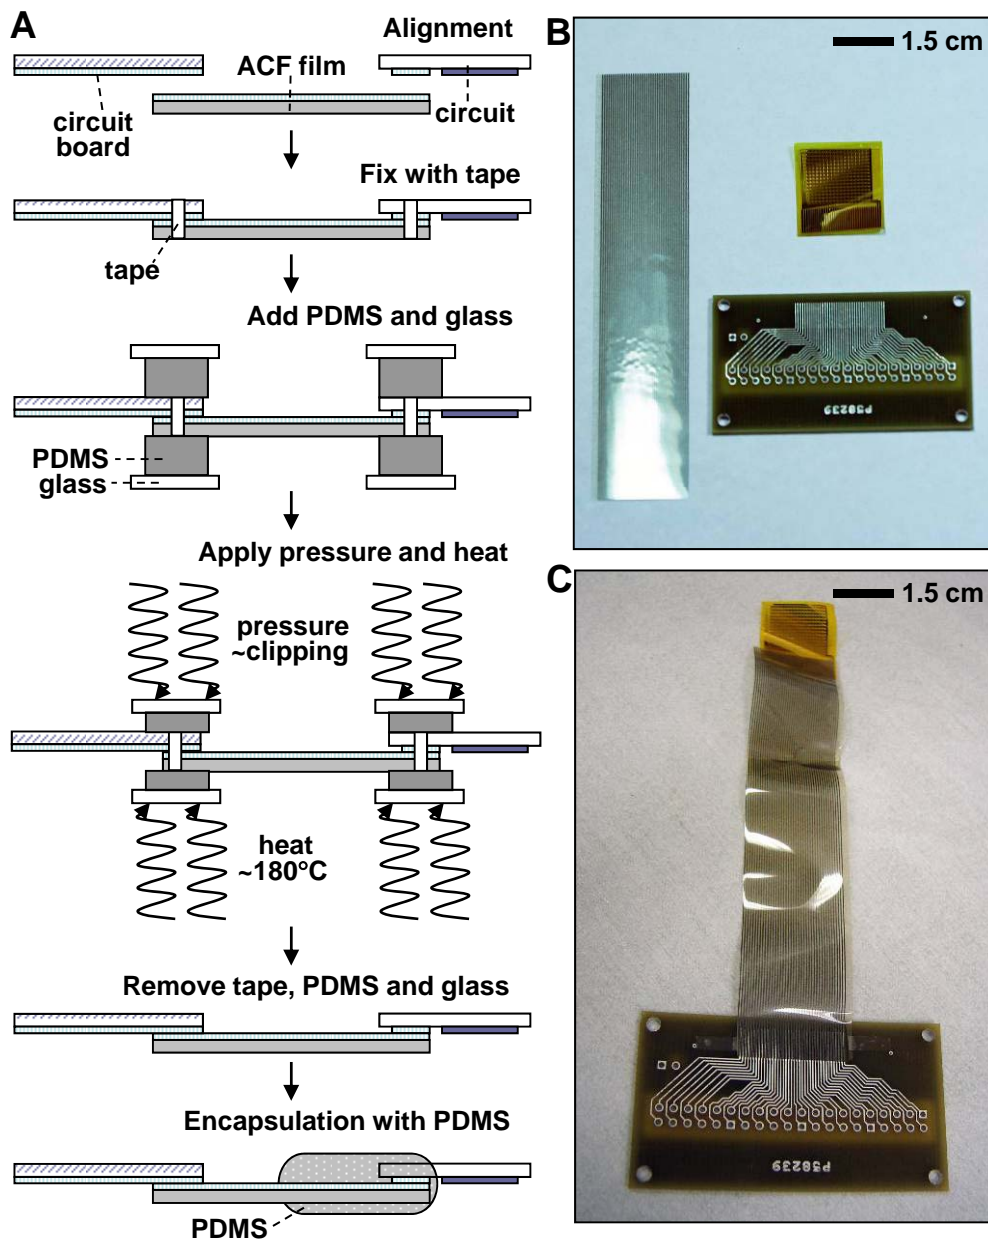 A
Alignment
ACF film
circuit
board
circuit
Fix with tape
tape
Add PDMS and glass
PDMS
glass
Apply pressure and heat
pressure
~clipping
heat
~180°C
Remove tape, PDMS and glass
Encapsulation with PDMS
PDMS
B
1.5 cm
P58239
C
1.5 cm
P58239